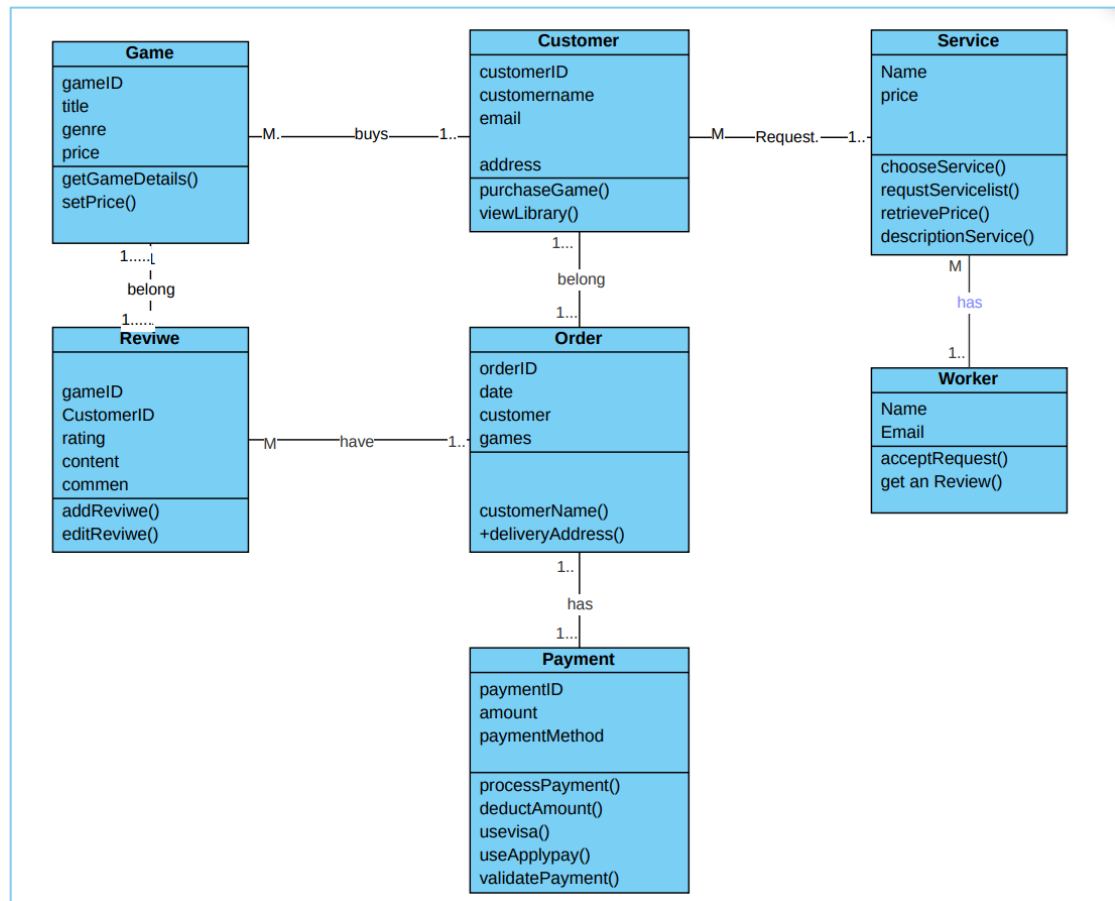 Game
gameID
title
genre
price
getGameDetails()
setPrice()
M.
buys
1..
Customer
customerID
customername
email
address
purchaseGame()
viewLibrary()
M
Request.
1..
Service
Name
price
chooseService()
requstServicelist()
retrievePrice()
descriptionService()
1.....
belong
1.....
1...
belong
1...
M
has
1..
Reviwe
gameID
CustomerID
rating
content
commen
addReviwe()
editReviwe()
M
have
1..
Order
orderID
date
customer
games
customerName()
+deliveryAddress()
Worker
Name
Email
acceptRequest()
get an Review()
1..
has
1...
Payment
paymentID
amount
paymentMethod
processPayment()
deductAmount()
usevisa()
useApplypay()
validatePayment()